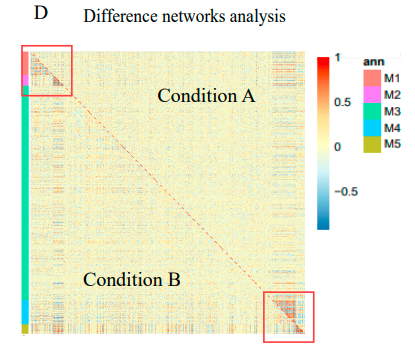 D
Difference networks analysis
Condition A
Condition B
1
0.5
0
−0.5
ann
M1
M2
M3
M4
M5